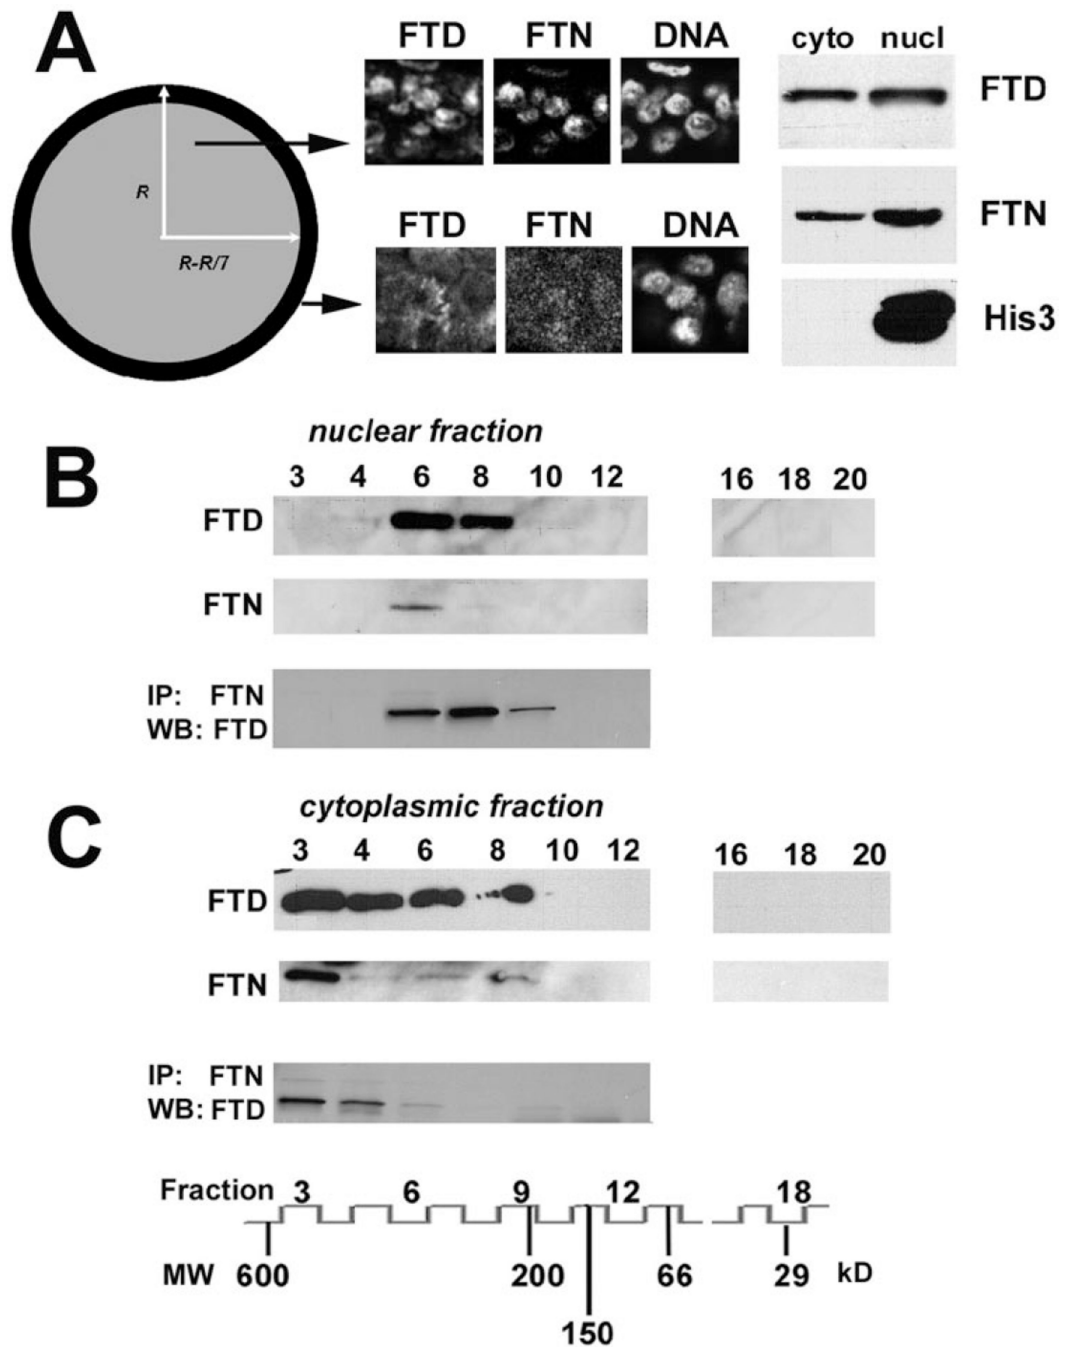 A
FTD FTN DNA
cyto nucl
FTD
R
R-R/7
FTN
FTD FTN DNA
His3
B
nuclear fraction
3 4 6 8 10 12 16 18 20
FTD
FTN
IP: FTN
WB: FTD
C
cytoplasmic fraction
3 4 6 8 10 12 16 18 20
FTD
FTN
IP: FTN
WB: FTD
Fraction 3 6 9 12 18
MW 600 200 66 29 kD
150